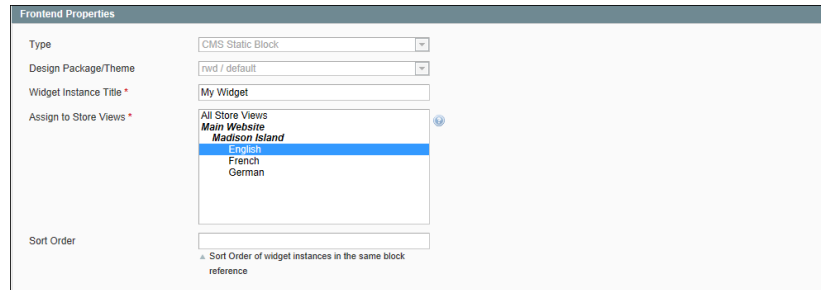 Frontend Properties
Type CMS Static Block
Design Package/Theme rwd / default
Widget Instance Title * My Widget
Assign to Store Views * All Store Views
Main Website
Madison Island
English
French
German
Sort Order
Sort Order of widget instances in the same block
reference